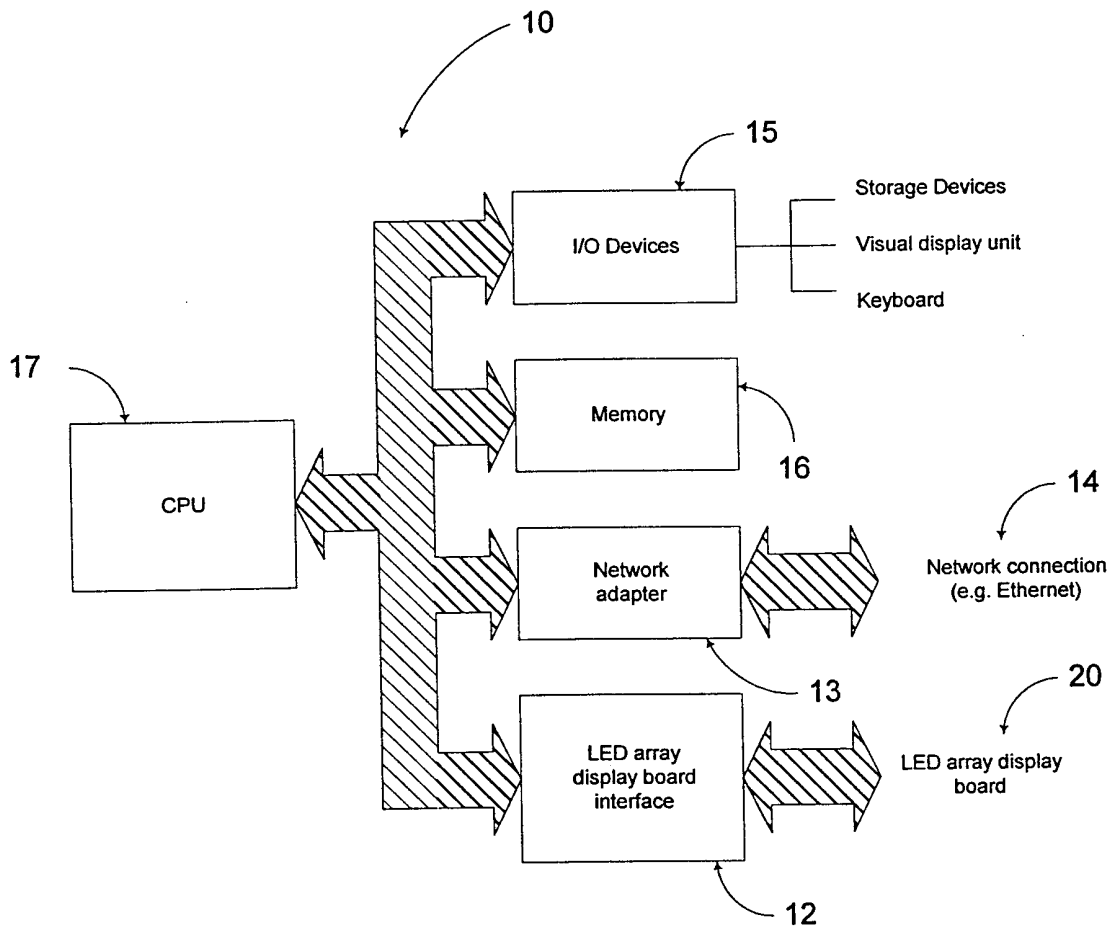 10
15
Storage Devices
I/O Devices
Visual display unit
Keyboard
17
Memory
16
CPU
14
Network
adapter
Network connection
(e.g. Ethernet)
13
20
LED array
display board
interface
LED array display
board
12